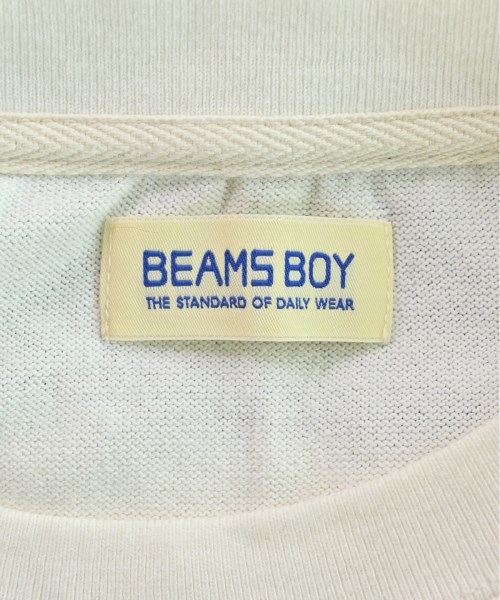 BEAMS BOY
THE STANDARD OF DAILY WEAR